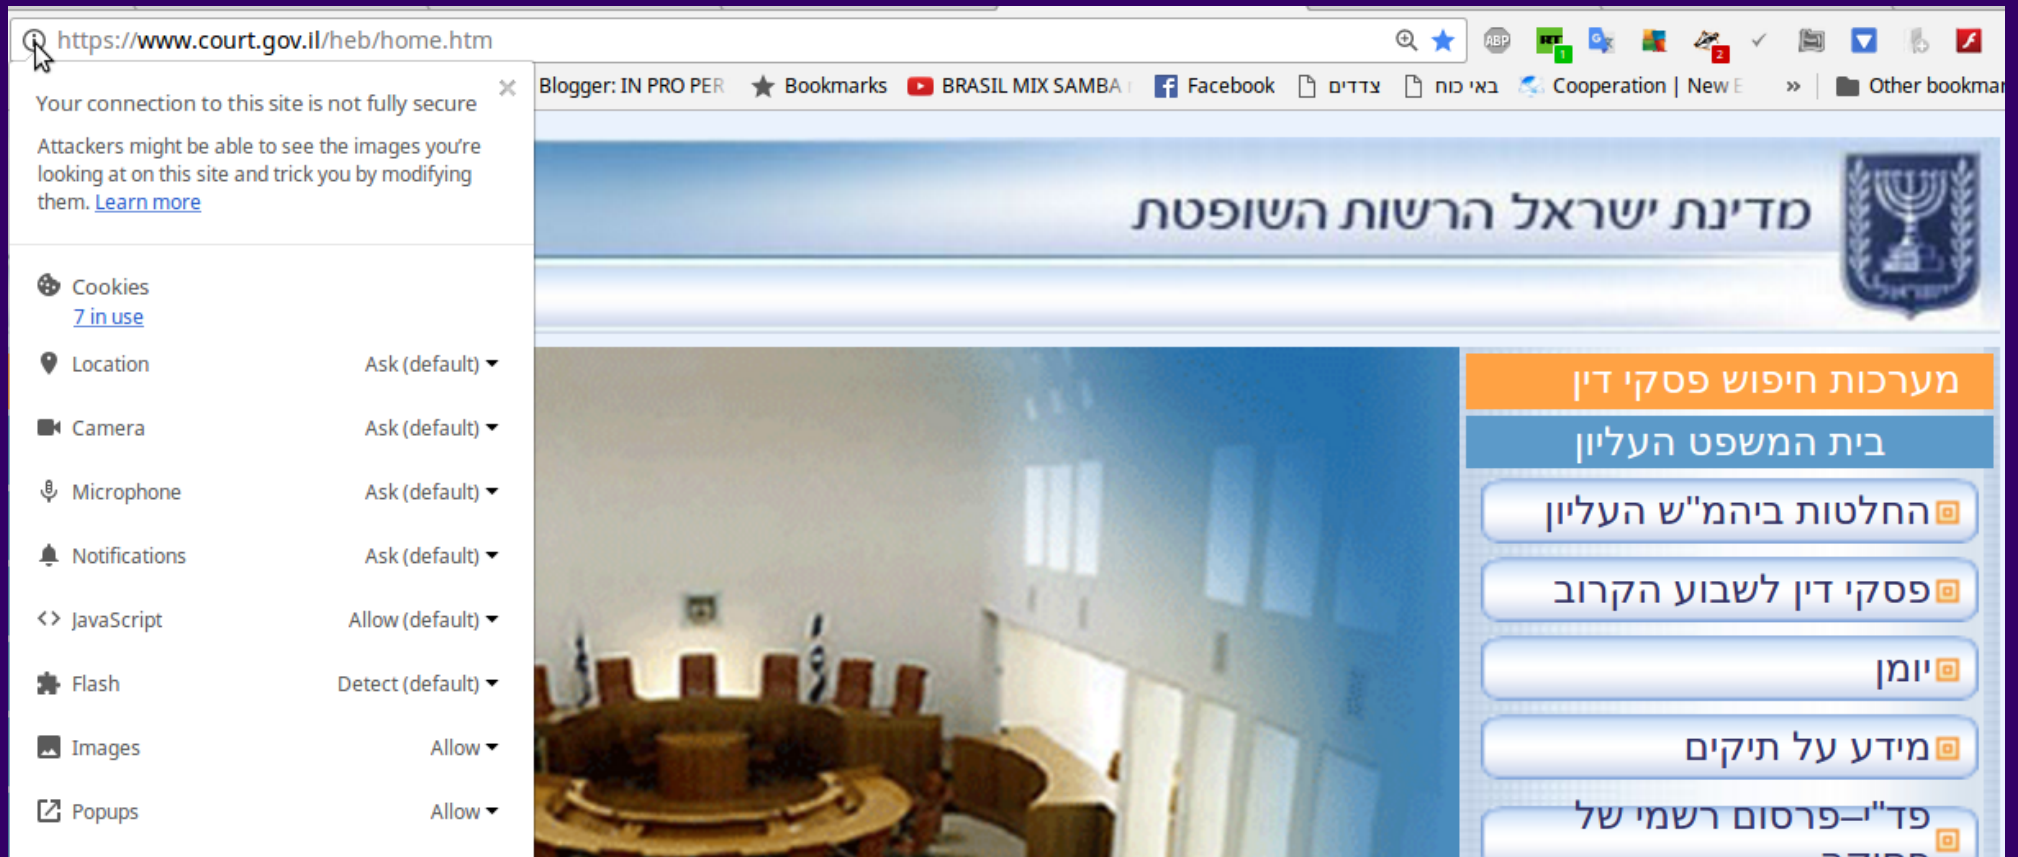 https://www.court.gov.il/heb/home.htm
ABP
RT
1
2
Blogger: IN PRO PER
Bookmarks
BRASIL MIX SAMBA
Facebook
צדדים
באי כוח
Cooperation | New E
»
Other bookmar
Your connection to this site is not fully secure
Attackers might be able to see the images you're
looking at on this site and trick you by modifying
them. Learn more
Cookies
7 in use
Location Ask (default)
Camera Ask (default)
Microphone Ask (default)
Notifications Ask (default)
JavaScript Allow (default)
Flash Detect (default)
Images Allow
Popups Allow
מדינת ישראל הרשות השופטת
ישראל
מערכות חיפוש פסקי דין
בית המשפט העליון
החלטות ביהמ"ש העליון
פסקי דין לשבוע הקרוב
יומן
מידע על תיקים
פד"י–פרסום רשמי של